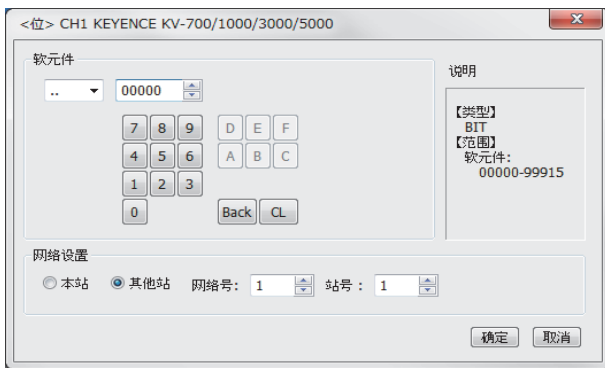 <位> CH1 KEYENCE KV-700/1000/3000/5000
软元件
.. 00000
7 8 9 D E F
4 5 6 A B C
1 2 3
0 Back CL
说明
【类型】
BIT
【范围】
软元件:
00000-99915
网络设置
本站 其他站 网络号: 1 站号: 1
确定 取消